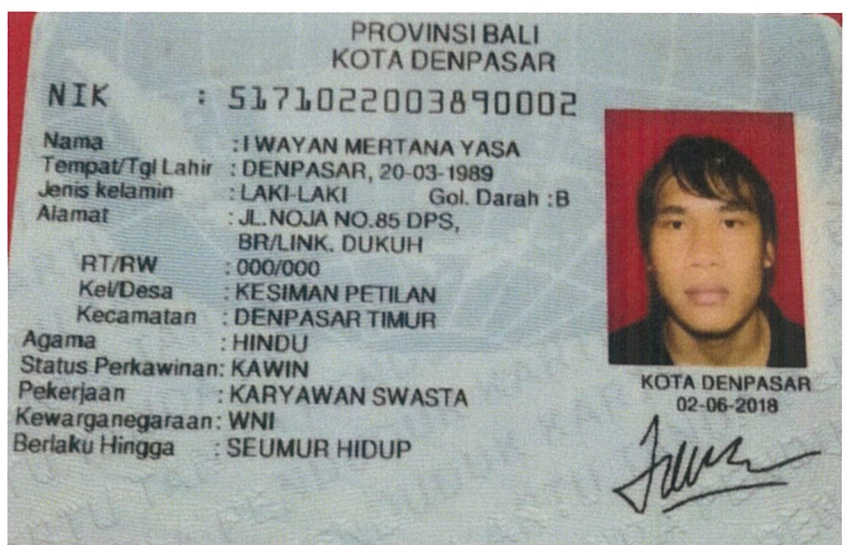 PROVINSI BALI
KOTA DENPASAR
NIK : 5171022003890002
Nama : I WAYAN MERTANA YASA
Tempat/Tgl Lahir : DENPASAR, 20-03-1989
Jenis kelamin : LAKI-LAKI Gol. Darah : B
Alamat : JL.NOJA NO.85 DPS,
BR/LINK. DUKUH
RT/RW : 000/000
Kel/Desa : KESIMAN PETILAN
Kecamatan : DENPASAR TIMUR
Agama : HINDU
Status Perkawinan: KAWIN
Pekerjaan : KARYAWAN SWASTA
Kewarganegaraan: WNI
Berlaku Hingga : SEUMUR HIDUP
KOTA DENPASAR
02-06-2018